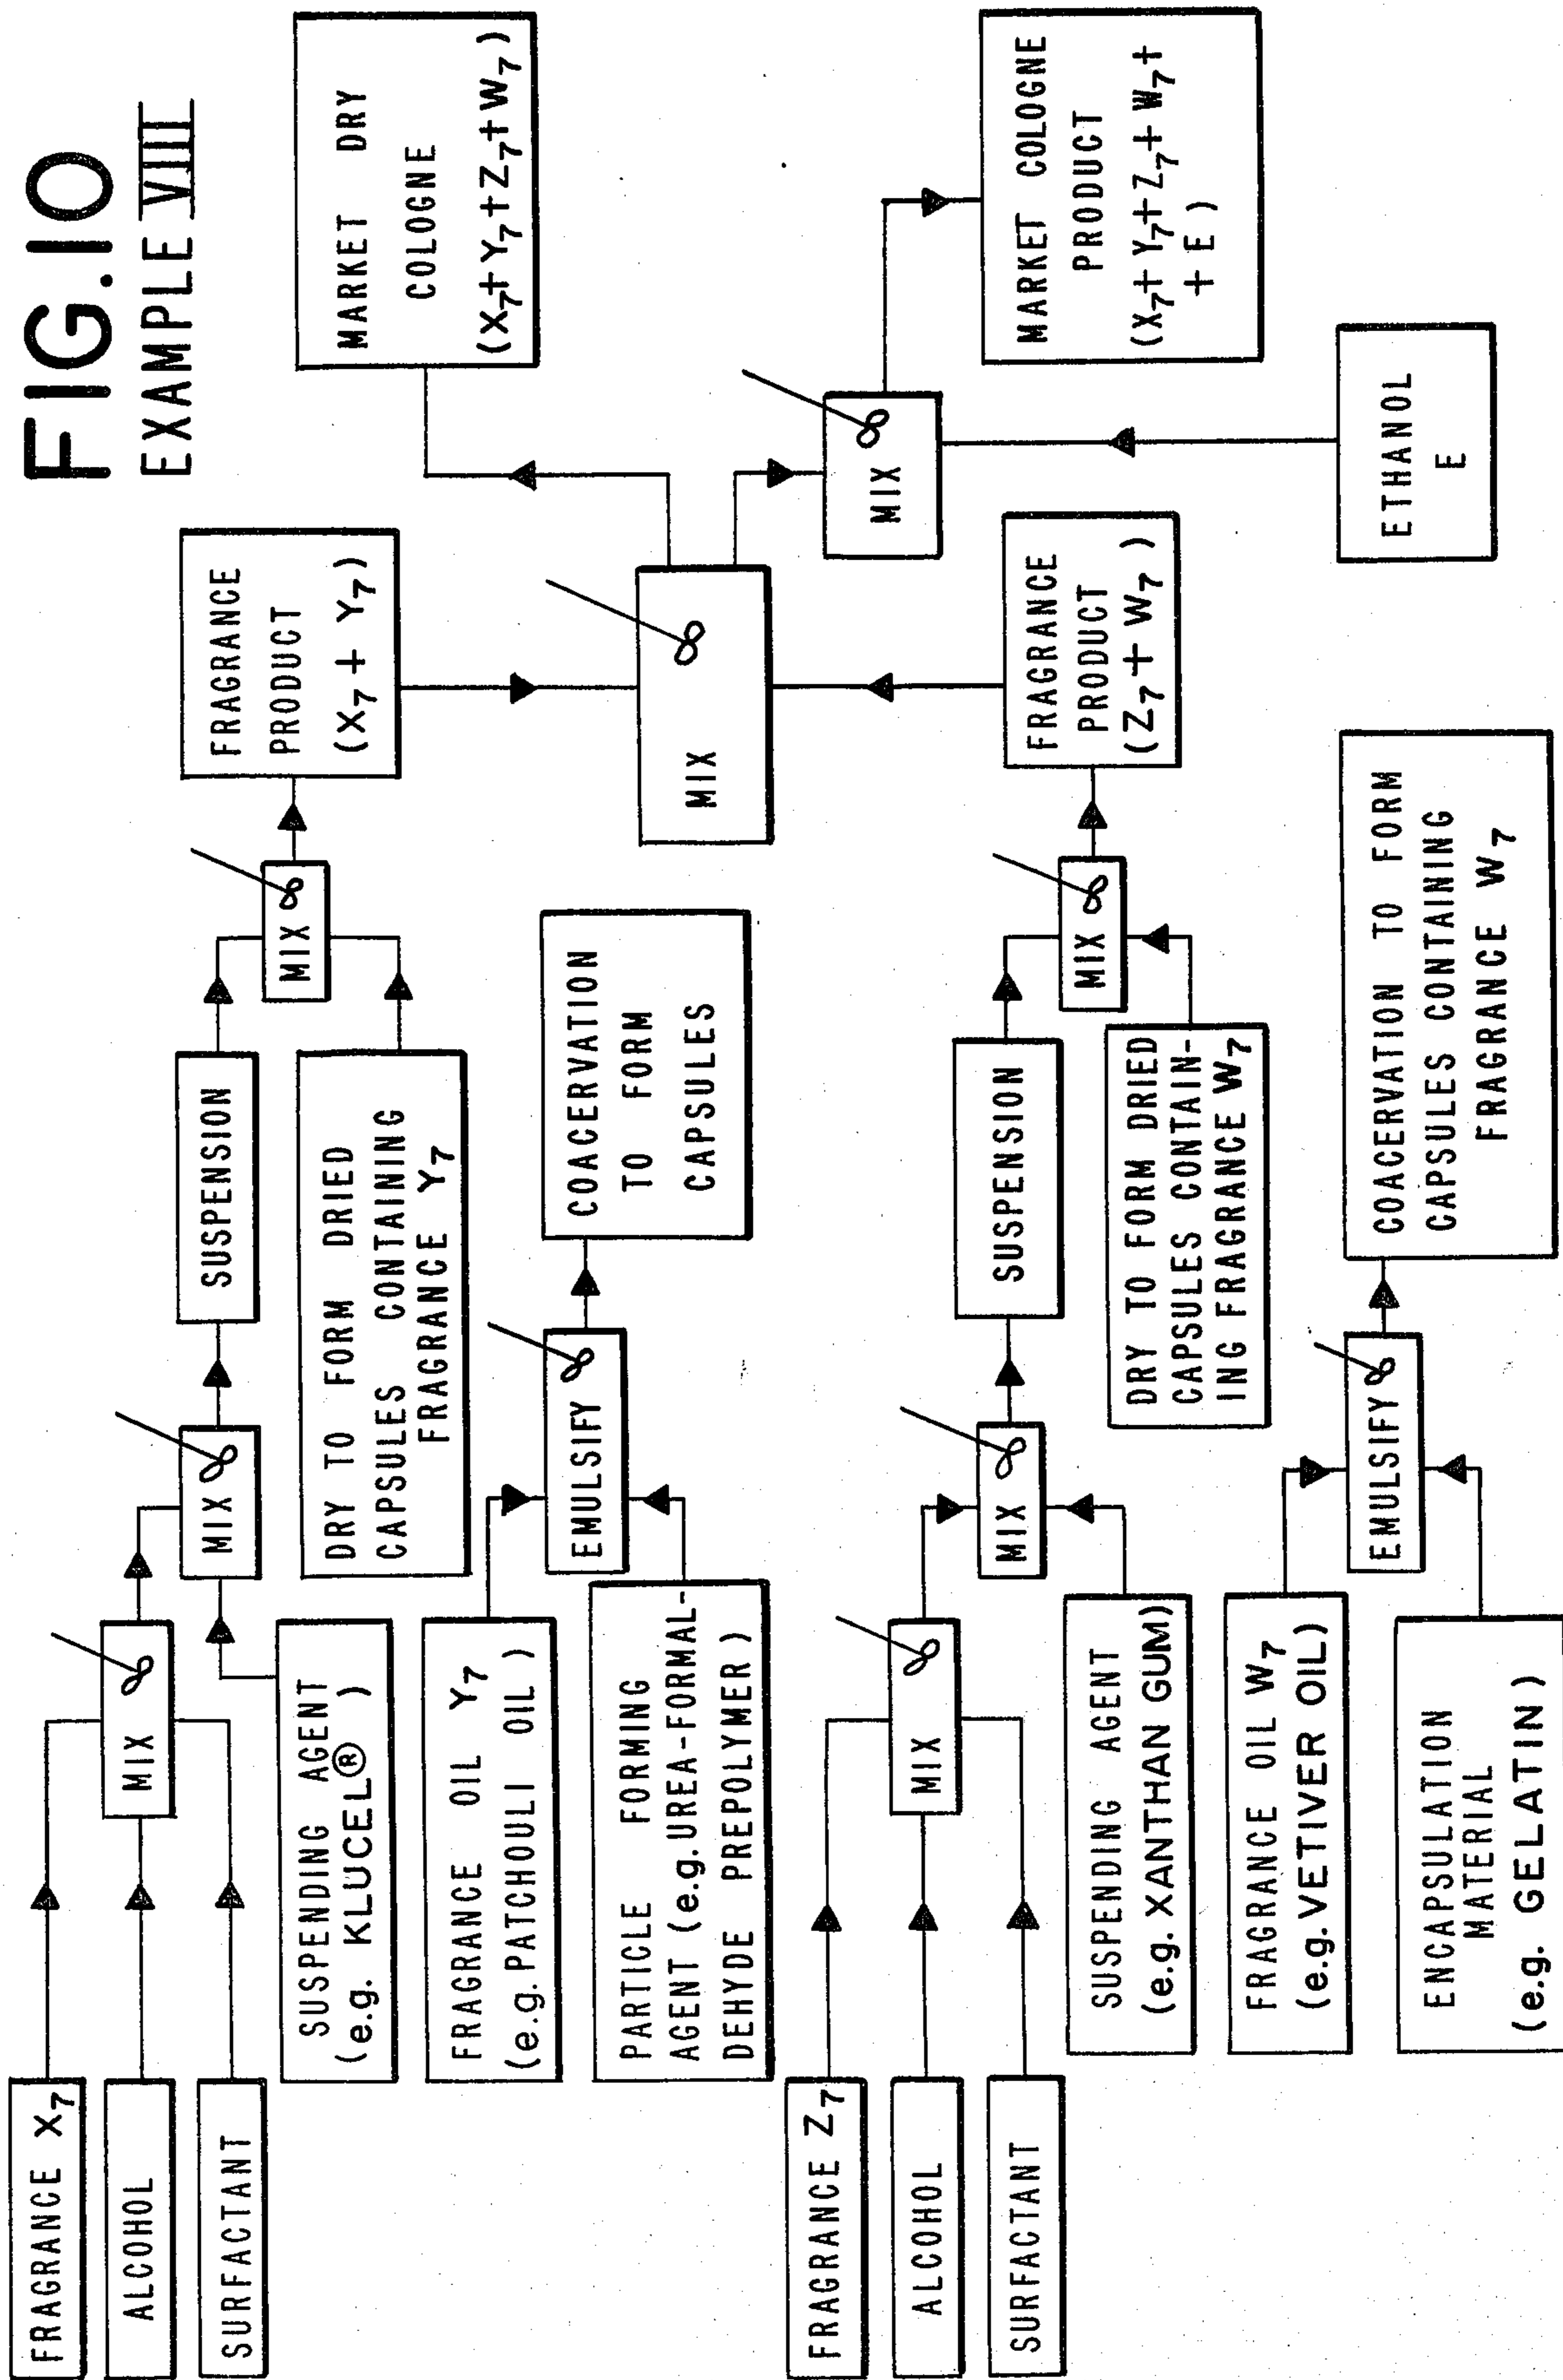 FIG.10
EXAMPLE VIII
FRAGRANCE X7
ALCOHOL
SURFACTANT
MIX
SUSPENDING AGENT
(e.g. KLUCEL®)
MIX
SUSPENSION
MIX
FRAGRANCE
PRODUCT
(X7 + Y7)
DRY TO FORM DRIED
CAPSULES CONTAINING
FRAGRANCE Y7
FRAGRANCE OIL Y7
(e.g. PATCHOULI OIL)
PARTICLE FORMING
AGENT (e.g. UREA-FORMAL-
DEHYDE PREPOLYMER)
EMULSIFY
COACERVATION
TO FORM
CAPSULES
MIX
MARKET DRY
COLOGNE
(X7+Y7+Z7+W7)
MIX
MARKET COLOGNE
PRODUCT
(X7+Y7+Z7+W7+
+E)
ETHANOL
E
FRAGRANCE Z7
ALCOHOL
SURFACTANT
MIX
SUSPENDING AGENT
(e.g. XANTHAN GUM)
MIX
SUSPENSION
MIX
FRAGRANCE
PRODUCT
(Z7+W7)
DRY TO FORM DRIED
CAPSULES CONTAIN-
ING FRAGRANCE W7
FRAGRANCE OIL W7
(e.g. VETIVER OIL)
ENCAPSULATION
MATERIAL
(e.g. GELATIN)
EMULSIFY
COACERVATION TO FORM
CAPSULES CONTAINING
FRAGRANCE W7